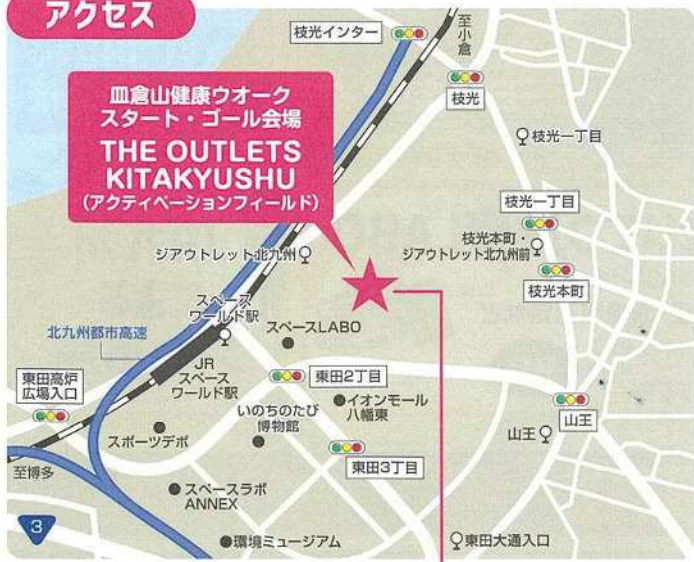 アクセス
枝光インター
至小倉
枝光
皿倉山健康ウオーク
スタート・ゴール会場
THE OUTLETS
KITAKYUSHU
(アクティベーションフィールド)
枝光一丁目
枝光一丁目
枝光本町・
ジアウトレット北九州前
枝光本町
ジアウトレット北九州
スペース
ワールド駅
スペースLABO
北九州都市高速
JR
スペース
ワールド駅
東田2丁目
東田高炉
広場入口
イオンモール
八幡東
いのちのたび
博物館
山王
山王
スポーツデポ
東田3丁目
至博多
スペースラボ
ANNEX
3
環境ミュージアム
東田大通入口